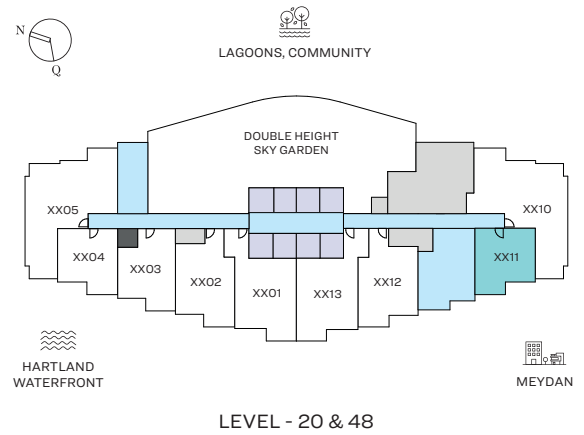 N
Q
LAGOONS, COMMUNITY
DOUBLE HEIGHT
SKY GARDEN
XX05
XX10
XX04
XX03
XX02
XX01
XX13
XX12
XX11
HARTLAND
WATERFRONT
MEYDAN
LEVEL - 20 & 48